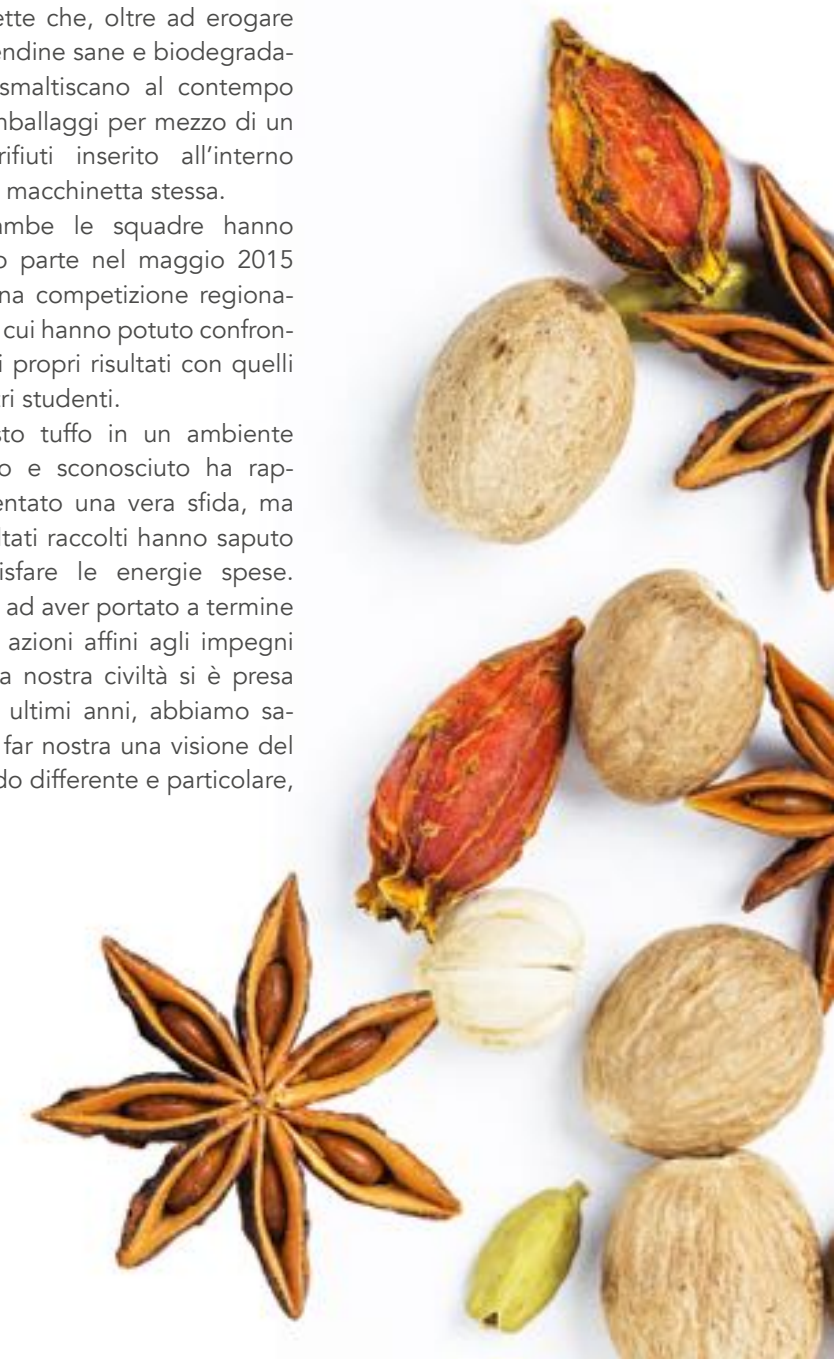 ette che, oltre ad erogare
endine sane e biodegrada-
smaltiscano al contempo
mballaggi per mezzo di un
rifiuti inserito all’interno
macchinetta stessa.
ambe le squadre hanno
o parte nel maggio 2015
na competizione regiona-
cui hanno potuto confron-
i propri risultati con quelli
tri studenti.
sto tuffo in un ambiente
o e sconosciuto ha rap-
entato una vera sfida, ma
ltati raccolti hanno saputo
isfare le energie spese.
ad aver portato a termine
azioni affini agli impegni
a nostra civiltà si è presa
ultimi anni, abbiamo sa-
far nostra una visione del
do differente e particolare,